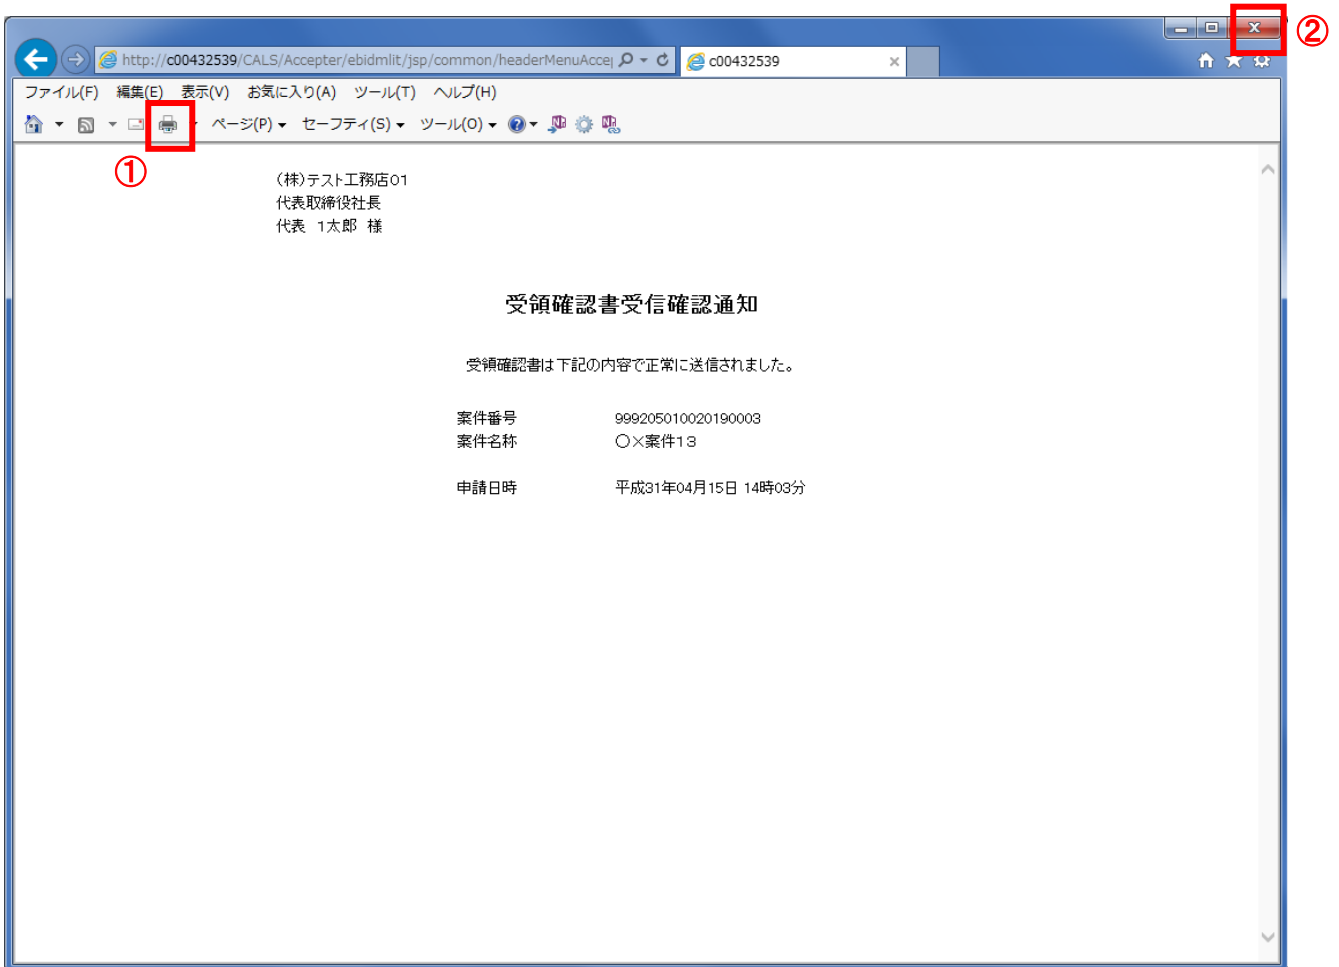 ②
http://c00432539/CALS/Accepter/ebidmlit/jsp/common/headerMenuAccep
c00432539
ファイル(F) 編集(E) 表示(V) お気に入り(A) ツール(T) ヘルプ(H)
ページ(P) セーフティ(S) ツール(O)
①
(株)テスト工務店01
代表取締役社長
代表 1太郎 様
受領確認書受信確認通知
受領確認書は下記の内容で正常に送信されました。
案件番号 999205010020190003
案件名称 〇×案件13
申請日時 平成31年04月15日 14時03分